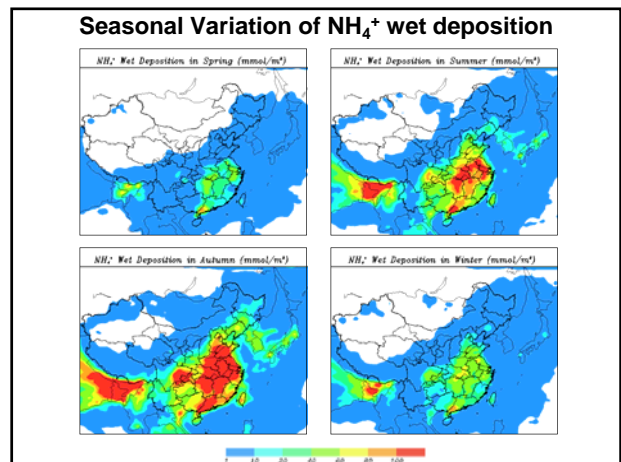 Seasonal Variation of NH₄⁺ wet deposition
NH₄⁺ Wet Deposition in Spring (mmol/m²)
NH₄⁺ Wet Deposition in Summer (mmol/m²)
NH₄⁺ Wet Deposition in Autumn (mmol/m²)
NH₄⁺ Wet Deposition in Winter (mmol/m²)